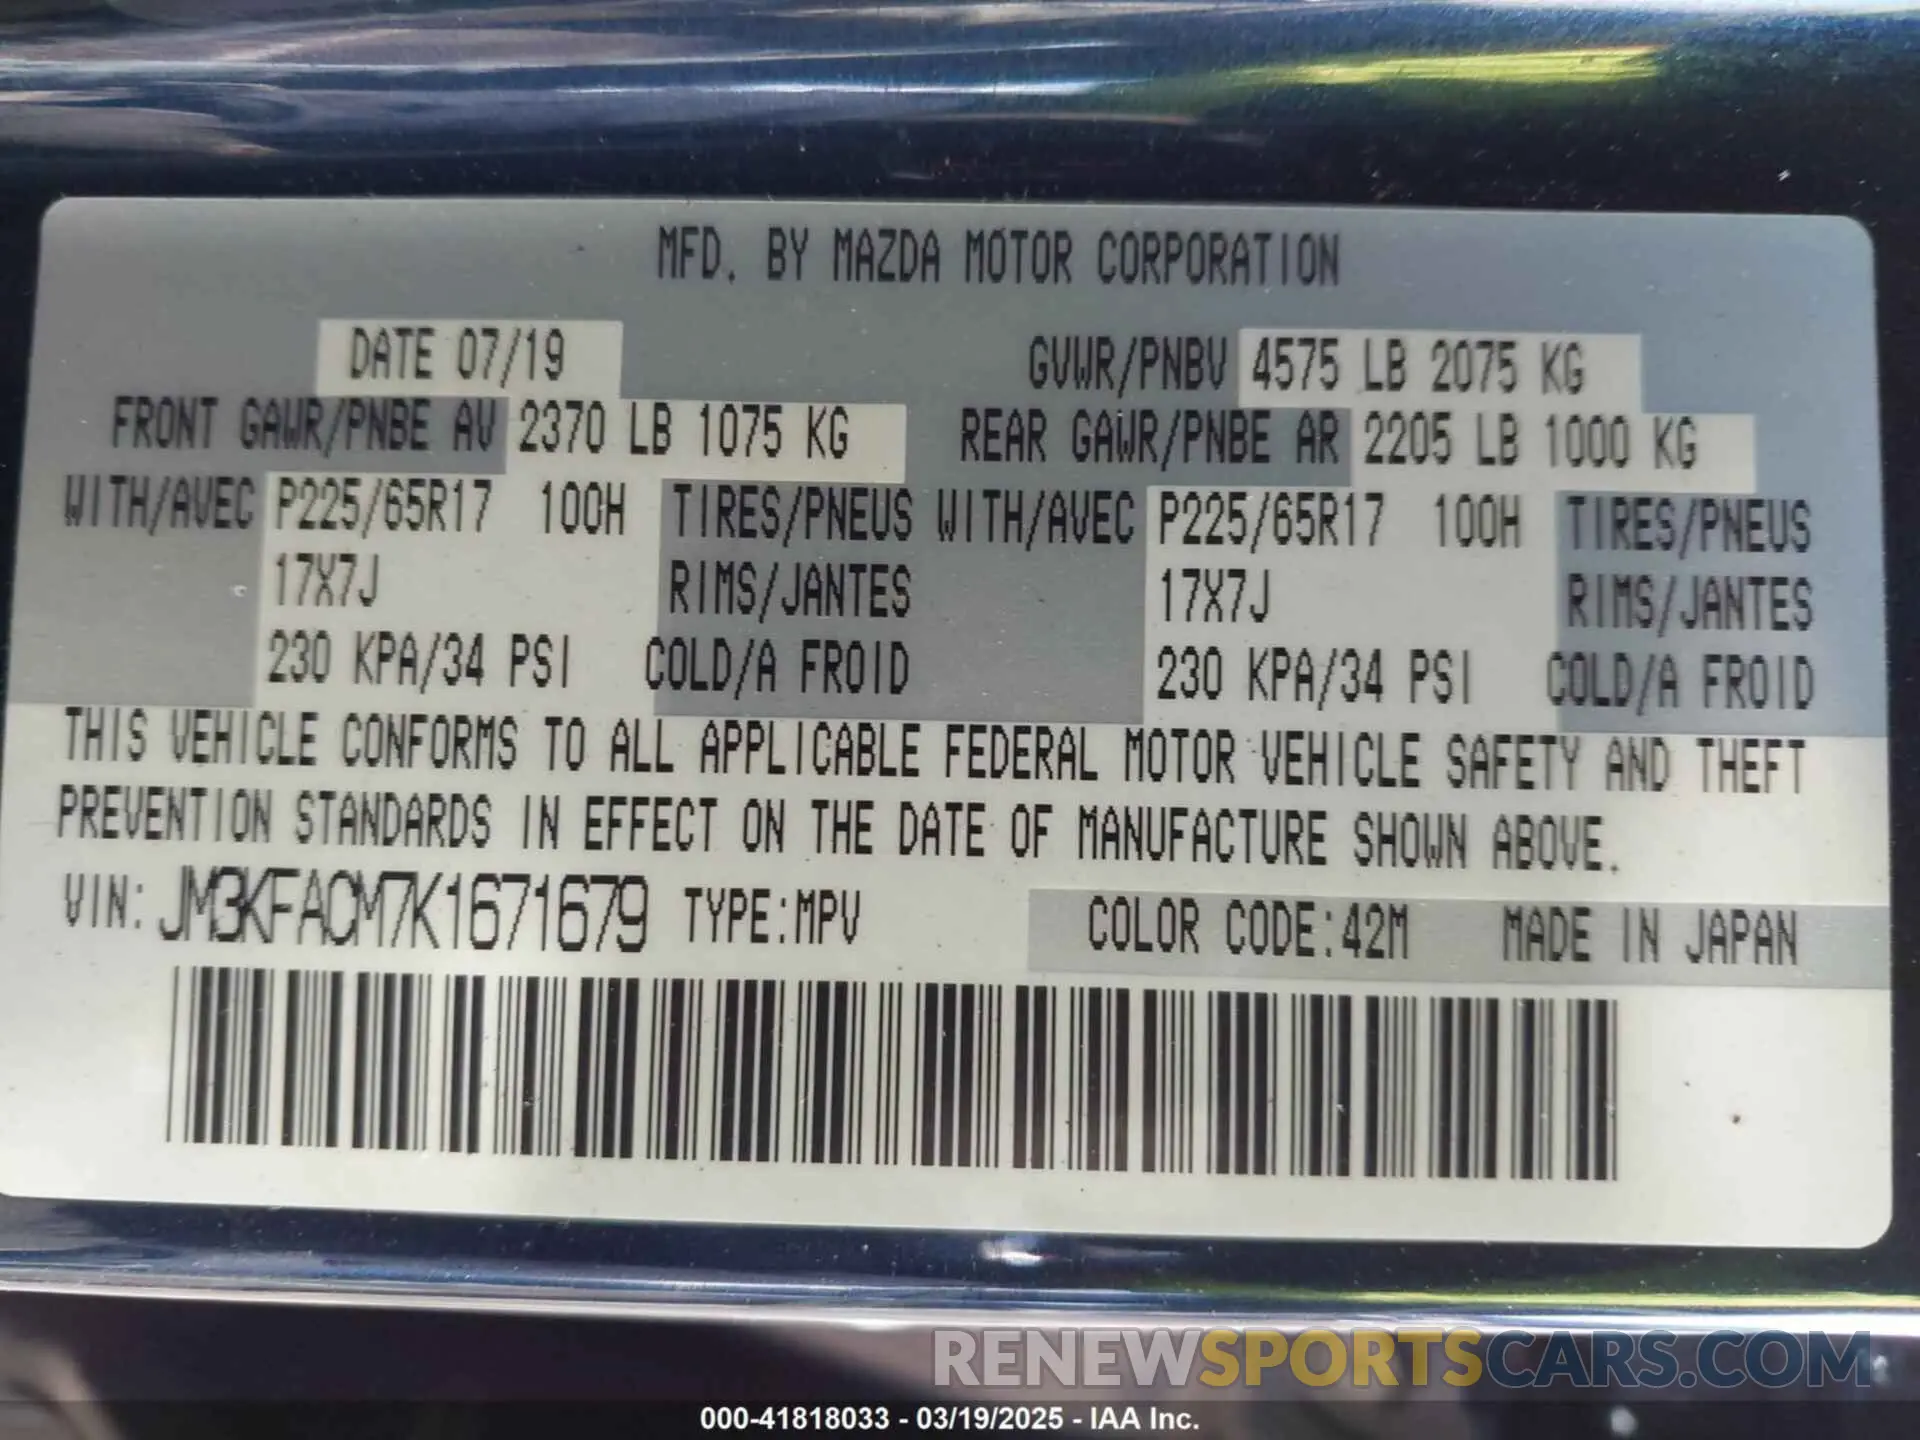 MFD. BY MAZDA MOTOR CORPORATION
DATE 07/19 GVWR/PNBV 4575 LB 2075 KG
FRONT GAWR/PNBE AV 2370 LB 1075 KG REAR GAWR/PNBE AR 2205 LB 1000 KG
WITH/AVEC P225/65R17 100H TIRES/PNEUS WITH/AVEC P225/65R17 100H TIRES/PNEUS
17X7J RIMS/JANTES 17X7J RIMS/JANTES
230 KPA/34 PSI COLD/A FROID 230 KPA/34 PSI COLD/A FROID
THIS VEHICLE CONFORMS TO ALL APPLICABLE FEDERAL MOTOR VEHICLE SAFETY AND THEFT
PREVENTION STANDARDS IN EFFECT ON THE DATE OF MANUFACTURE SHOWN ABOVE.
VIN: JM3KFACM7K1671679 TYPE:MPV COLOR CODE:42M MADE IN JAPAN
RENEWSPORTSCARS.COM
000-41818033 - 03/19/2025 - IAA Inc.